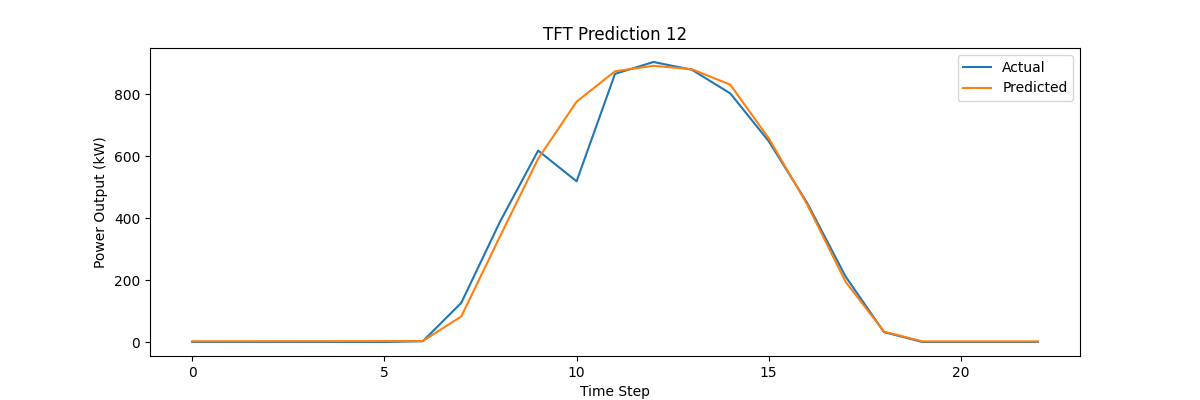 TFT Prediction 12
Actual
Predicted
Power Output (kW)
800
600
400
200
0
0 5 10 15 20
Time Step